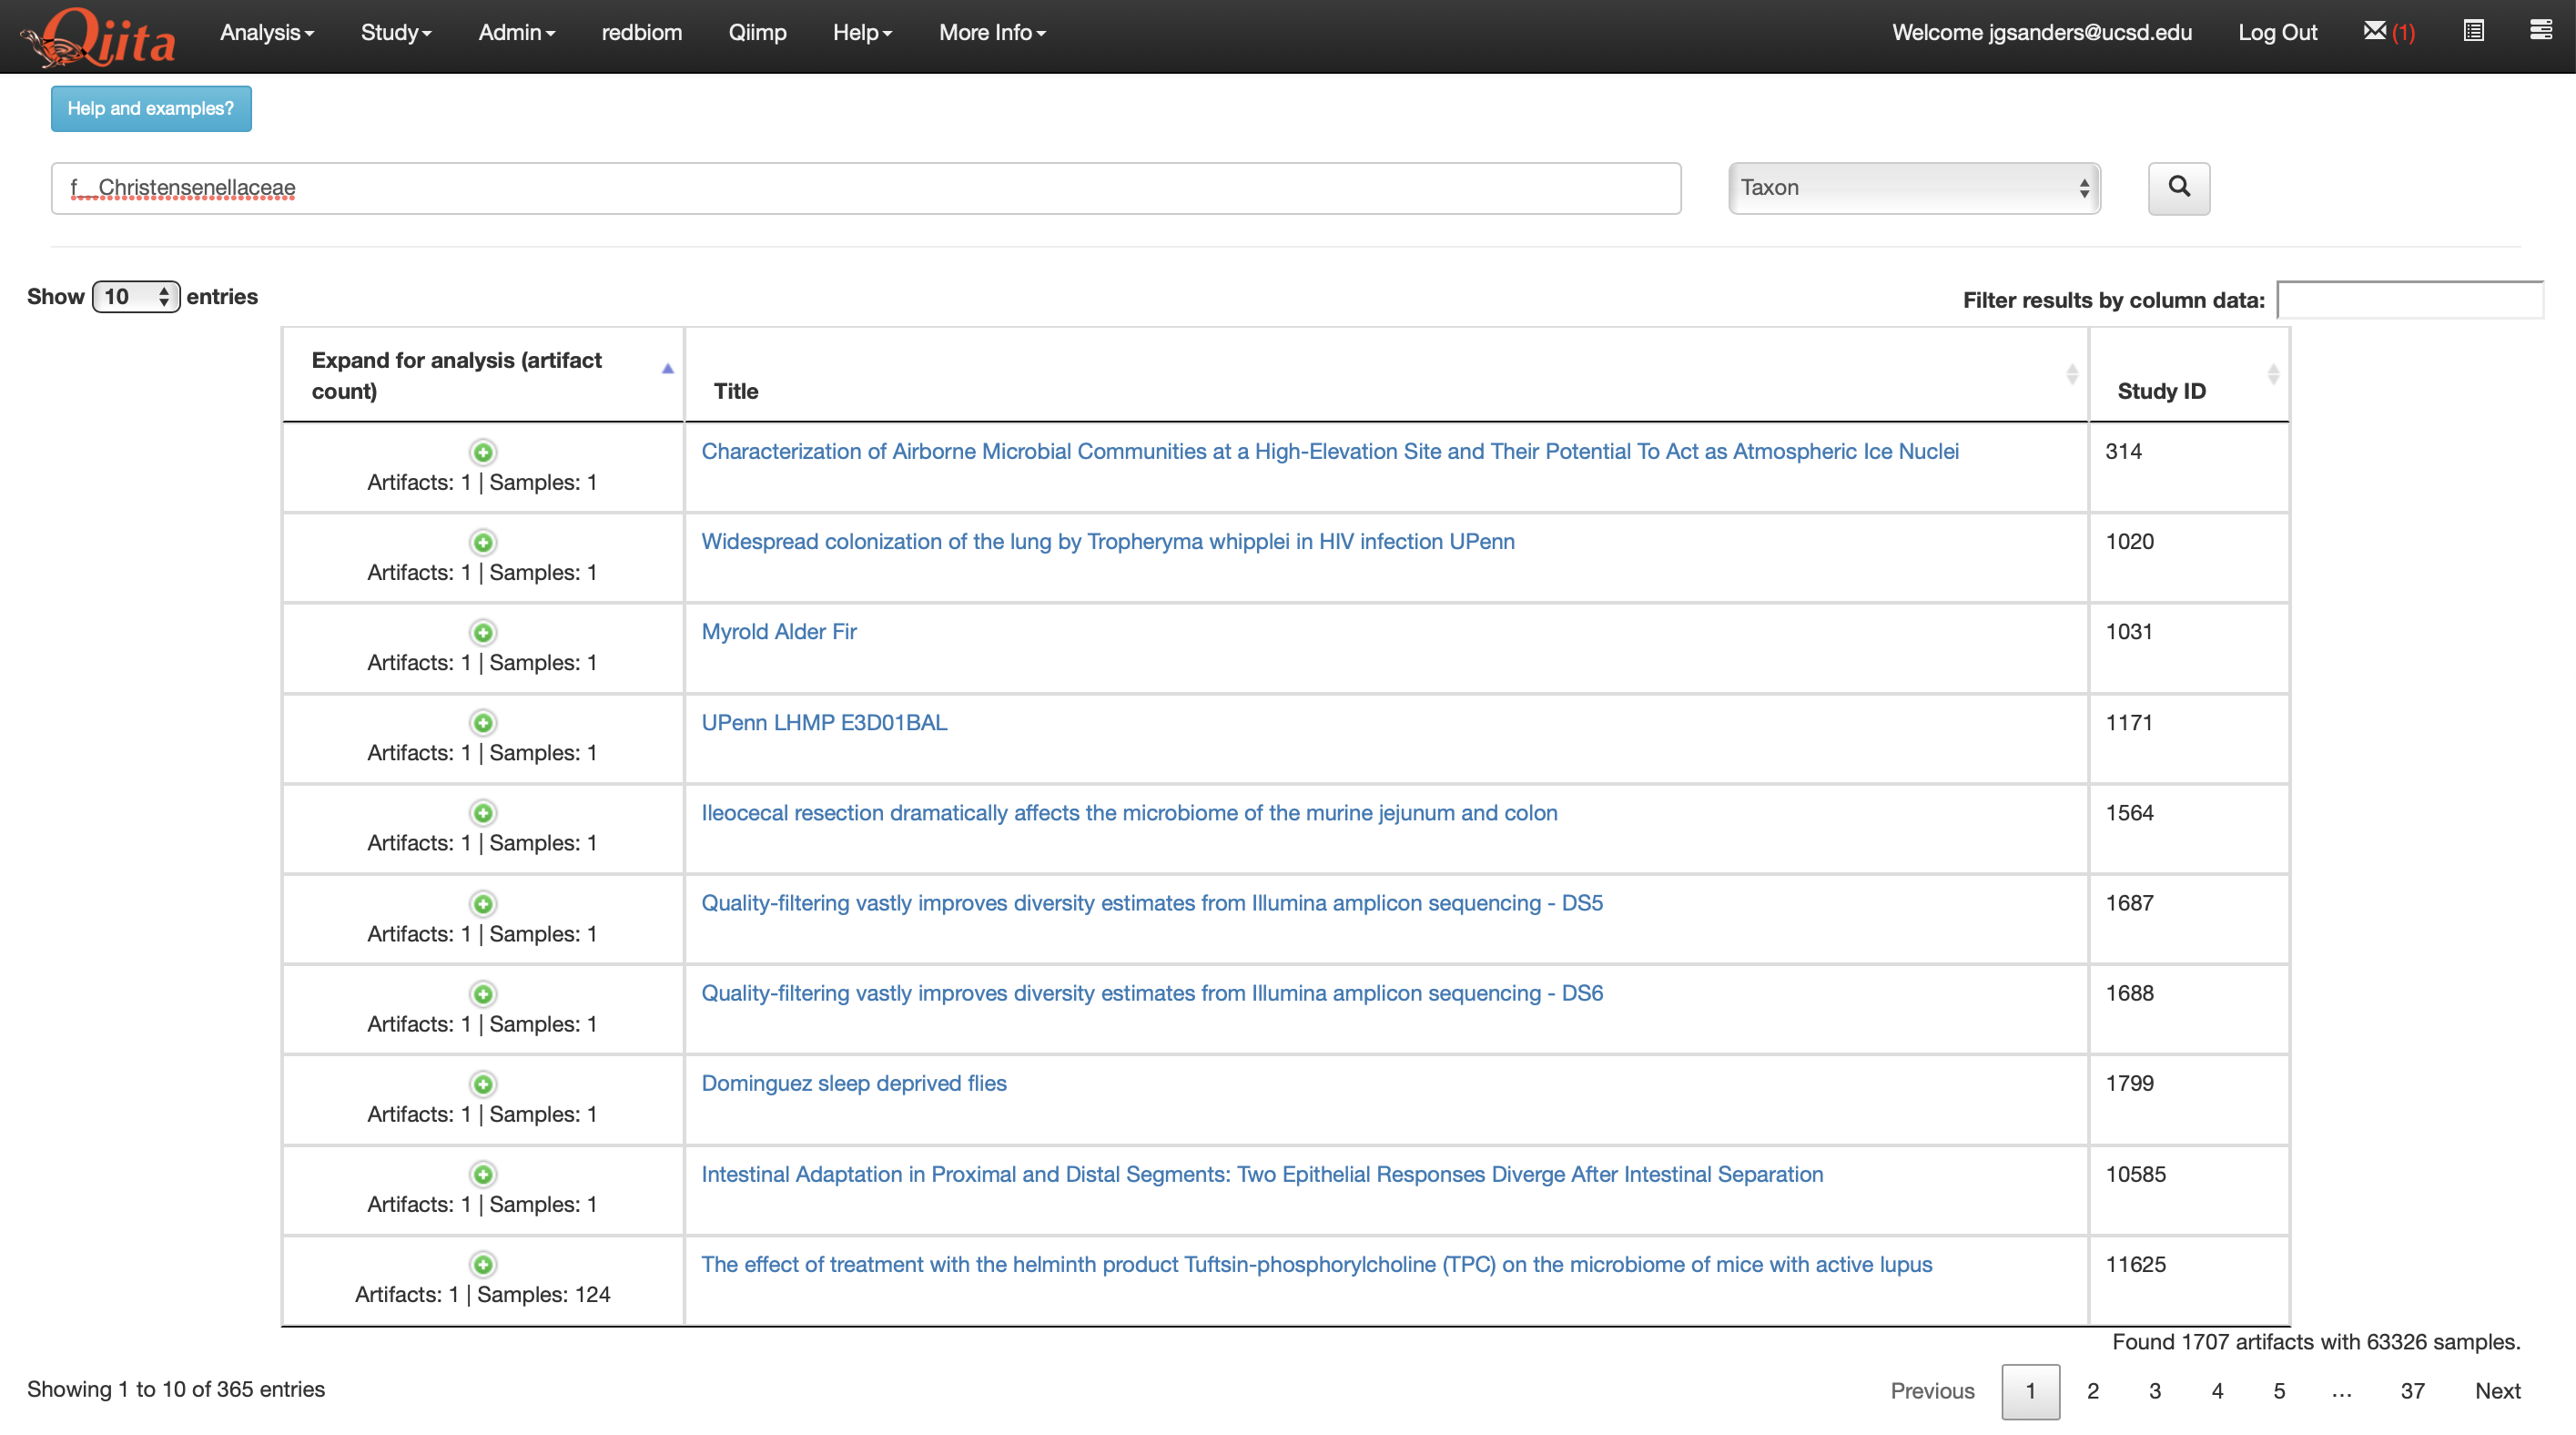 Qiita Analysis Study Admin redbiom Qiimp Help More Info Welcome jgsanders@ucsd.edu Log Out (1)
Help and examples?
f__Christensenellaceae Taxon
Show 10 entries Filter results by column data:
Expand for analysis (artifact count) Title Study ID
Characterization of Airborne Microbial Communities at a High-Elevation Site and Their Potential To Act as Atmospheric Ice Nuclei 314
Artifacts: 1 | Samples: 1
Widespread colonization of the lung by Tropheryma whipplei in HIV infection UPenn 1020
Artifacts: 1 | Samples: 1
Myrold Alder Fir 1031
Artifacts: 1 | Samples: 1
UPenn LHMP E3D01BAL 1171
Artifacts: 1 | Samples: 1
Ileocecal resection dramatically affects the microbiome of the murine jejunum and colon 1564
Artifacts: 1 | Samples: 1
Quality-filtering vastly improves diversity estimates from Illumina amplicon sequencing - DS5 1687
Artifacts: 1 | Samples: 1
Quality-filtering vastly improves diversity estimates from Illumina amplicon sequencing - DS6 1688
Artifacts: 1 | Samples: 1
Dominguez sleep deprived flies 1799
Artifacts: 1 | Samples: 1
Intestinal Adaptation in Proximal and Distal Segments: Two Epithelial Responses Diverge After Intestinal Separation 10585
Artifacts: 1 | Samples: 1
The effect of treatment with the helminth product Tuftsin-phosphorylcholine (TPC) on the microbiome of mice with active lupus 11625
Artifacts: 1 | Samples: 124
Found 1707 artifacts with 63326 samples.
Showing 1 to 10 of 365 entries Previous 1 2 3 4 5 ... 37 Next